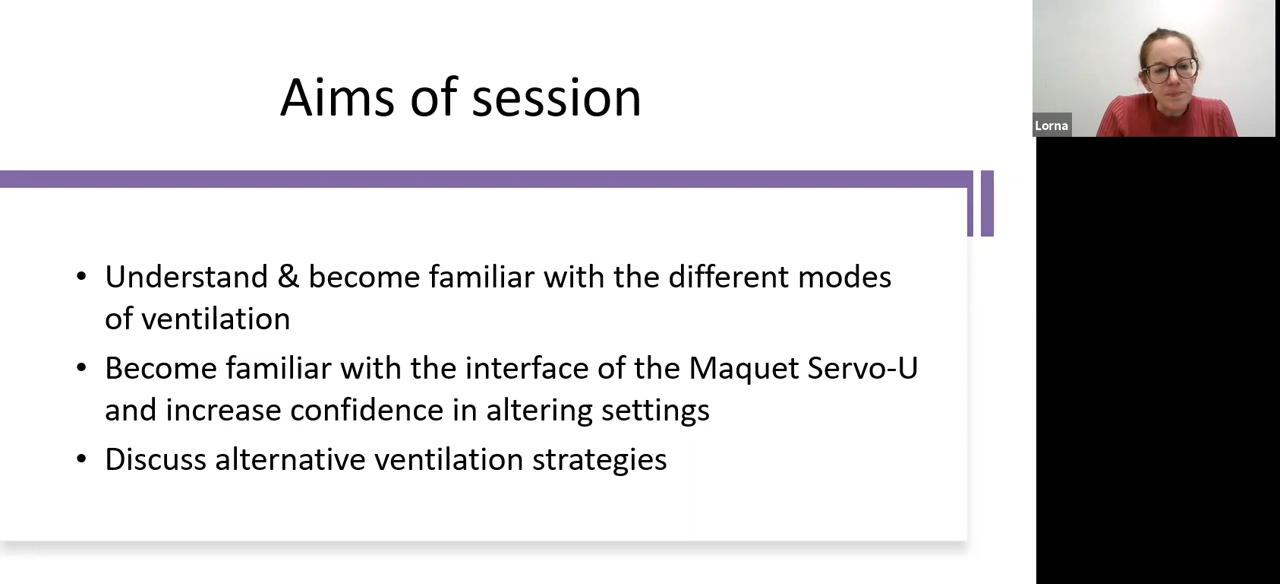 Aims of session
• Understand & become familiar with the different modes
of ventilation
• Become familiar with the interface of the Maquet Servo-U
and increase confidence in altering settings
• Discuss alternative ventilation strategies
Lorna